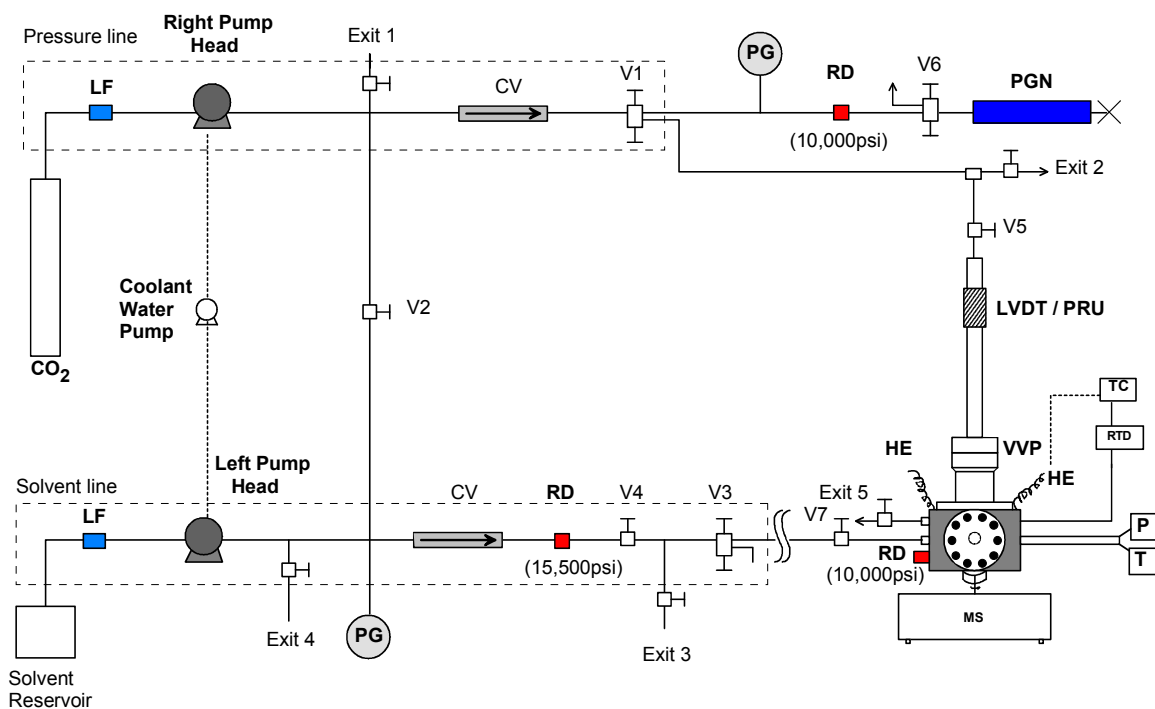 Pressure line
Right Pump
Head
Exit 1
LF
CV
V1
PG
RD
(10,000psi)
V6
PGN
Exit 2
V5
CO2
Coolant
Water
Pump
V2
LVDT / PRU
TC
RTD
HE
VVP
HE
Solvent line
Left Pump
Head
LF
CV
RD
(15,500psi)
V4
V3
Exit 5
V7
RD
(10,000psi)
P
T
MS
Exit 4
PG
Exit 3
Solvent
Reservoir